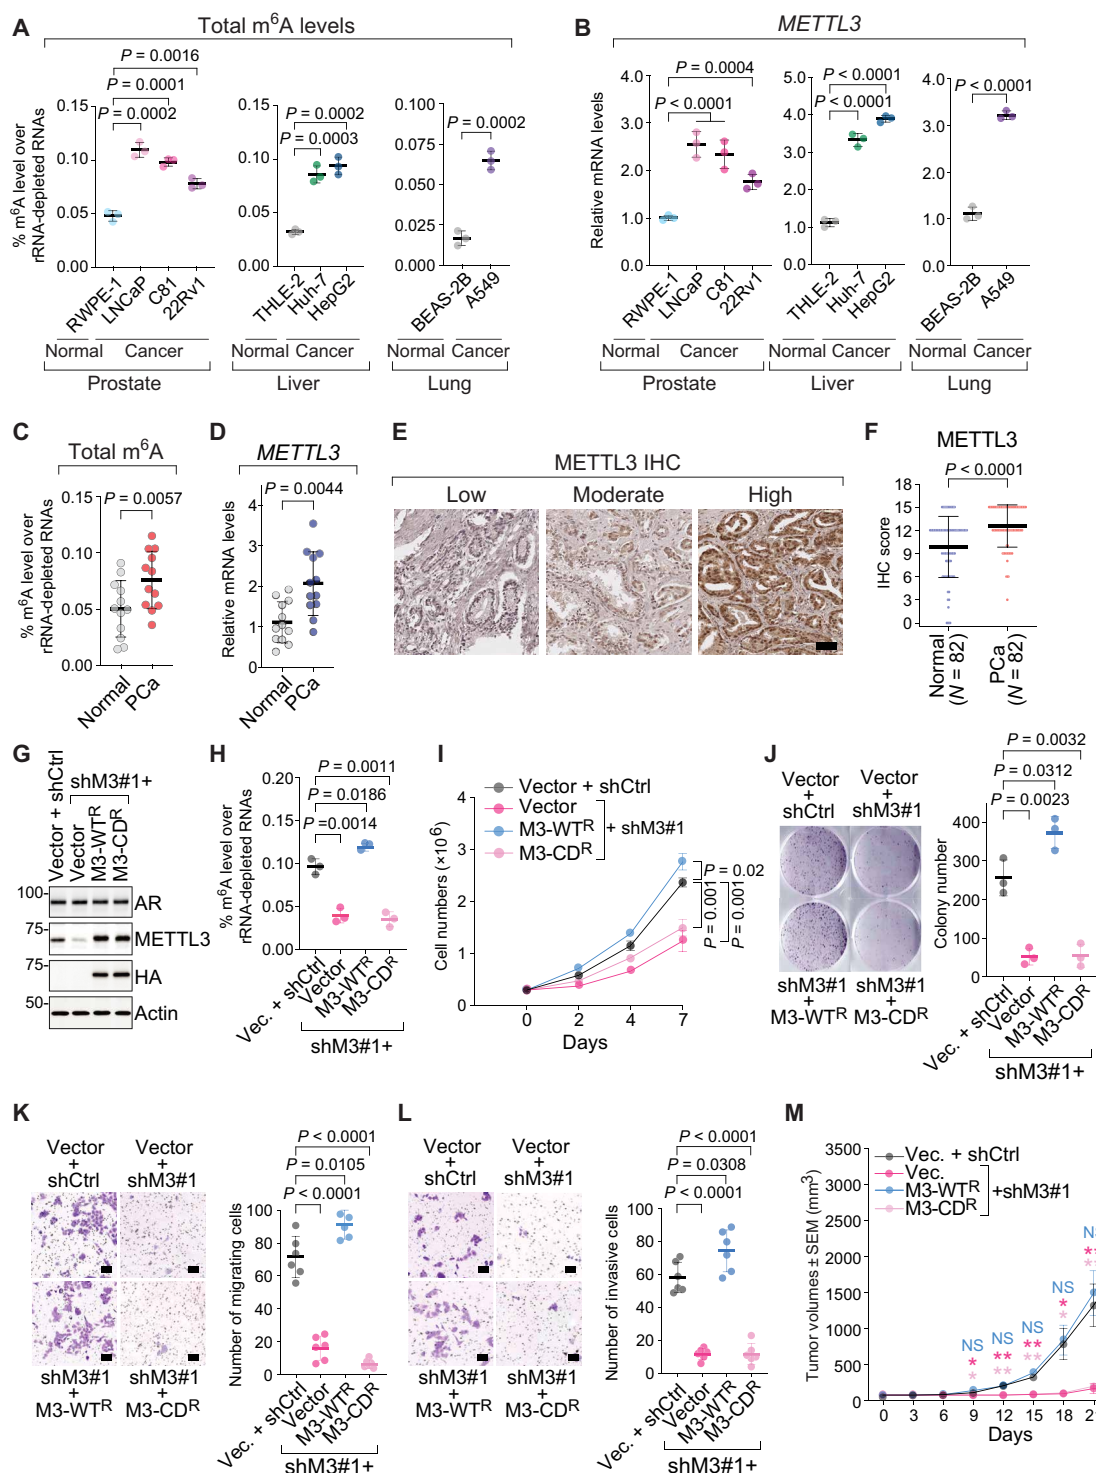 A
Total m⁶A levels
P = 0.0016
P = 0.0001
P = 0.0002
P = 0.0002
P = 0.0003
P = 0.0002
% m⁶A level over
rRNA-depleted RNAs
0.15
0.10
0.05
0.00
0.15
0.10
0.05
0.00
0.100
0.075
0.050
0.025
0.000
RWPE-1
LNCaP
C81
22Rv1
THLE-2
Huh-7
HepG2
BEAS-2B
A549
Normal Cancer
Normal Cancer
Normal Cancer
Prostate
Liver
Lung
B
METTL3
P = 0.0004
P < 0.0001
P < 0.0001
P < 0.0001
P < 0.0001
Relative mRNA levels
4.0
3.0
2.0
1.0
0.0
5.0
4.0
3.0
2.0
1.0
0.0
4.0
3.0
2.0
1.0
0.0
RWPE-1
LNCaP
C81
22Rv1
THLE-2
Huh-7
HepG2
BEAS-2B
A549
Normal Cancer
Normal Cancer
Normal Cancer
Prostate
Liver
Lung
C
Total m⁶A
P = 0.0057
% m⁶A level over
rRNA-depleted RNAs
0.15
0.10
0.05
0.00
Normal
PCa
D
METTL3
P = 0.0044
Relative mRNA levels
4
2
0
Normal
PCa
E
METTL3 IHC
Low Moderate High
F
METTL3
P < 0.0001
IHC score
18
15
12
9
6
3
0
Normal
(N = 82)
PCa
(N = 82)
G
Vector + shCtrl
shM3#1+
Vector
M3-WTᴿ
M3-CDᴿ
100
AR
75
METTL3
75
HA
50
Actin
H
P = 0.0011
P = 0.0186
P =0.0014
% m⁶A level over
rRNA-depleted RNAs
0.20
0.15
0.10
0.05
0.00
Vec. + shCtrl
Vector
M3-WTᴿ
M3-CDᴿ
shM3#1+
I
Vector + shCtrl
Vector
M3-WTᴿ
M3-CDᴿ
+ shM3#1
P = 0.02
P = 0.001
P = 0.001
Cell numbers (×10⁶)
4
3
2
1
0
0 2 4 7
Days
J
Vector
+
shCtrl
Vector
+
shM3#1
shM3#1
+
M3-WTᴿ
shM3#1
+
M3-CDᴿ
P = 0.0032
P = 0.0312
P = 0.0023
Colony number
400
300
200
100
0
Vec. + shCtrl
Vector
M3-WTᴿ
M3-CDᴿ
shM3#1+
K
Vector
+
shCtrl
Vector
+
shM3#1
shM3#1
+
M3-WTᴿ
shM3#1
+
M3-CDᴿ
P < 0.0001
P = 0.0105
P < 0.0001
Number of migrating cells
100
80
60
40
20
0
Vec. + shCtrl
Vector
M3-WTᴿ
M3-CDᴿ
shM3#1+
L
Vector
+
shCtrl
Vector
+
shM3#1
shM3#1
+
M3-WTᴿ
shM3#1
+
M3-CDᴿ
P < 0.0001
P = 0.0308
P < 0.0001
Number of invasive cells
100
80
60
40
20
0
Vec. + shCtrl
Vector
M3-WTᴿ
M3-CDᴿ
shM3#1+
M
Vec. + shCtrl
Vec.
M3-WTᴿ
M3-CDᴿ
+shM3#1
Tumor volumes ± SEM (mm³)
3500
3000
2500
2000
1500
1000
500
0
NS
*
*
NS
**
**
NS
**
**
NS
*
*
0 3 6 9 12 15 18
Days